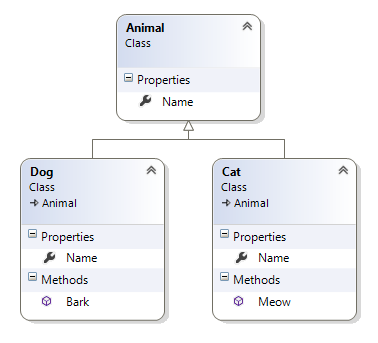 Animal
Class
Properties
Name
Dog
Class
Animal
Properties
Name
Methods
Bark
Cat
Class
Animal
Properties
Name
Methods
Meow